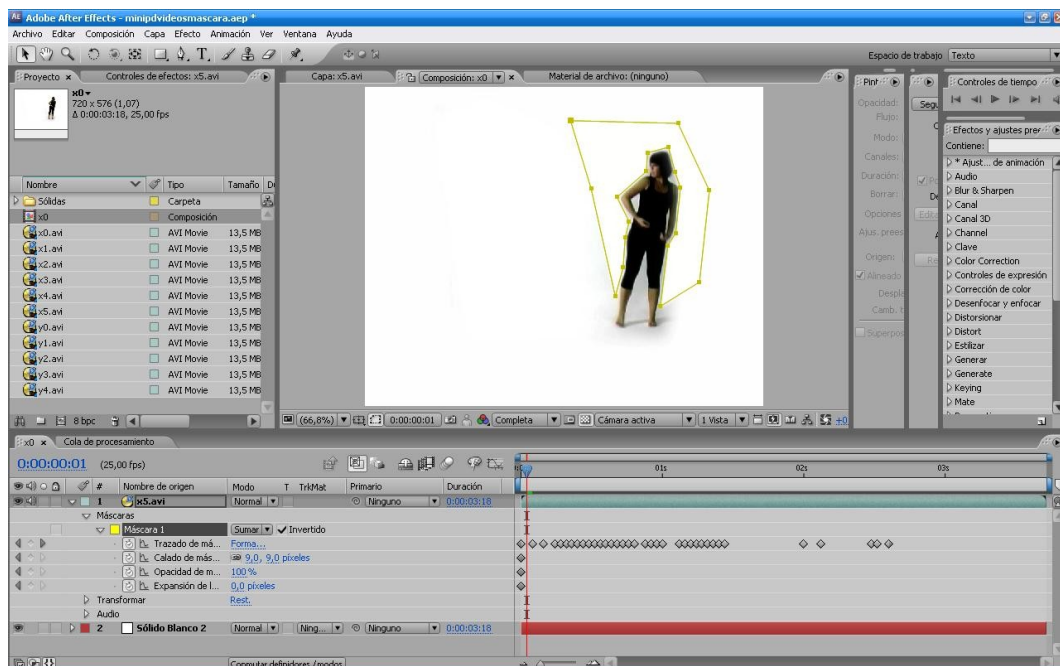 Adobe After Effects - minipdvideosmascara.aep *
Archivo Editar Composición Capa Efecto Animación Ver Ventana Ayuda
Espacio de trabajo Texto
Proyecto Controles de efectos: x5.avi
Capa: x5.avi Composición: x0 Material de archivo: (ninguno)
Pint
Controles de tiempo
x0
720 x 576 (1,07)
Δ 0:00:03:18, 25,00 fps
Nombre Tipo Tamaño
Sólidas Carpeta
x0 Composición
x0.avi AVI Movie 13,5 MB
x1.avi AVI Movie 13,5 MB
x2.avi AVI Movie 13,5 MB
x3.avi AVI Movie 13,5 MB
x4.avi AVI Movie 13,5 MB
x5.avi AVI Movie 13,5 MB
y0.avi AVI Movie 13,5 MB
y1.avi AVI Movie 13,5 MB
y2.avi AVI Movie 13,5 MB
y3.avi AVI Movie 13,5 MB
y4.avi AVI Movie 13,5 MB
8 bpc
(66,8%) 0:00:00:01 Completa Cámara activa 1 Vista +0
Opacidad:
Flujo:
Modo:
Canales:
Duración:
Borrar:
Opciones
Ajus. prees
Origen:
Alineado
Despla
Camb. t
Superpos
Segu
Efectos y ajustes pre
Contiene:
* Ajust... de animación
Audio
Blur & Sharpen
Canal
Canal 3D
Channel
Clave
Color Correction
Controles de expresión
Corrección de color
Desenfocar y enfocar
Distorsionar
Distort
Estilizar
Generar
Generate
Keying
Mate
x0 Cola de procesamiento
0:00:00:01 (25,00 fps)
# Nombre de origen Modo T TrkMat Primario Duración
01s 02s 03s
1 x5.avi Normal Ninguno 0:00:03:18
Máscaras
Máscara 1 Sumar Invertido
Trazado de má... Forma...
Calado de más... 9,0, 9,0 píxeles
Opacidad de m... 100 %
Expansión de l... 0,0 píxeles
Transformar Rest.
Audio
2 Sólido Blanco 2 Normal Ning... Ninguno 0:00:03:18
Conmutar definidores /modos